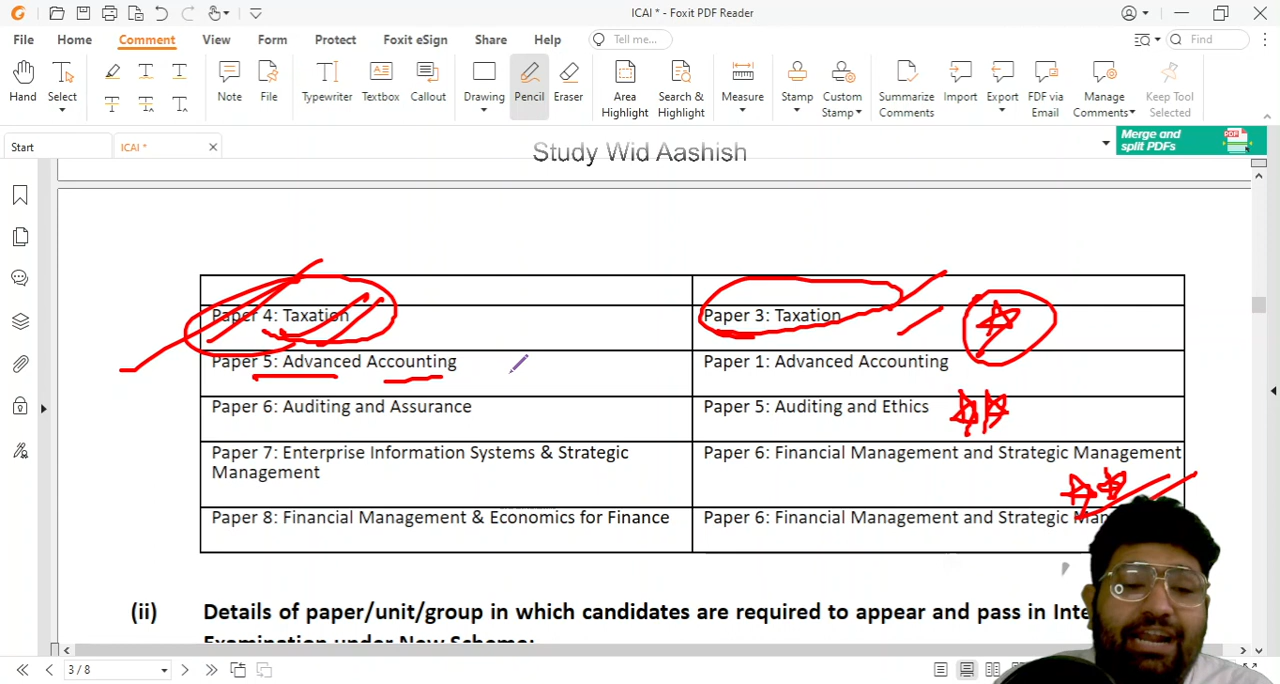 ICAI * - Foxit PDF Reader
File Home Comment View Form Protect Foxit eSign Share Help Tell me... Find
Hand Select Note File Typewriter Textbox Callout Drawing Pencil Eraser Area Highlight Search & Highlight Measure Stamp Custom Stamp Summarize Comments Import Export FDF via Email Manage Comments Keep Tool Selected
Start ICAI * Merge and split PDFs
Study Wid Aashish
Paper 4: Taxation Paper 3: Taxation
Paper 5: Advanced Accounting Paper 1: Advanced Accounting
Paper 6: Auditing and Assurance Paper 5: Auditing and Ethics
Paper 7: Enterprise Information Systems & Strategic Management Paper 6: Financial Management and Strategic Management
Paper 8: Financial Management & Economics for Finance Paper 6: Financial Management and Strategic
(ii) Details of paper/unit/group in which candidates are required to appear and pass in
Examination under New Scheme:
3 / 8